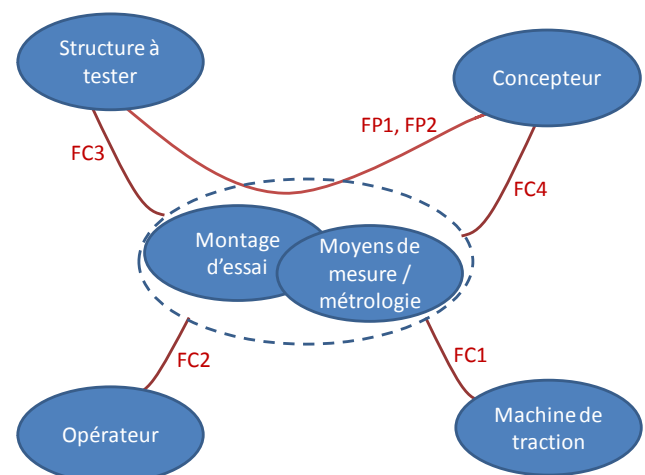 Structure à
tester
Concepteur
FP1, FP2
FC3
FC4
Montage
d'essai
Moyens de
mesure /
métrologie
FC2
FC1
Opérateur
Machine de
traction